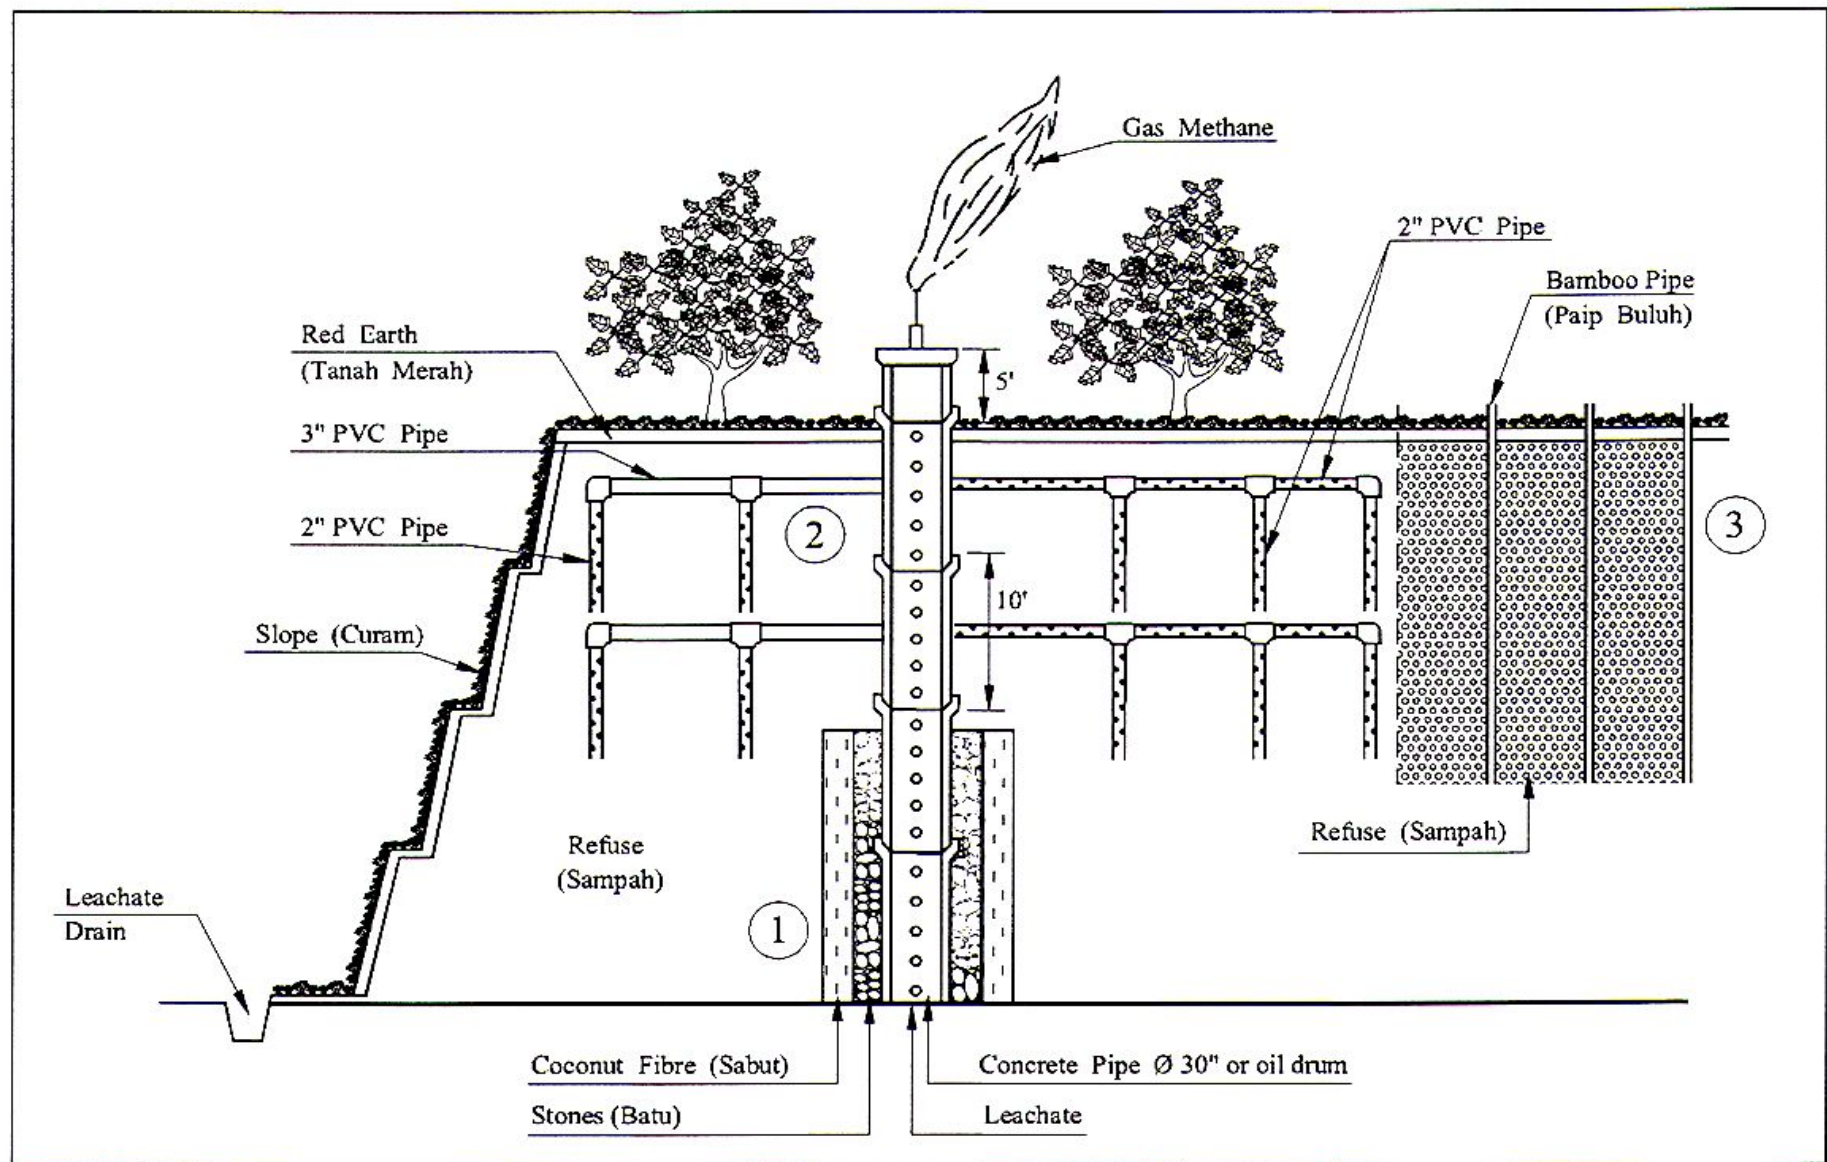 Gas Methane
2" PVC Pipe
Bamboo Pipe
(Paip Buluh)
Red Earth
(Tanah Merah)
5'
3" PVC Pipe
2
3
2" PVC Pipe
10'
Slope (Curam)
Refuse (Sampah)
Refuse
(Sampah)
Leachate
Drain
1
Coconut Fibre (Sabut)
Concrete Pipe Ø 30" or oil drum
Stones (Batu)
Leachate